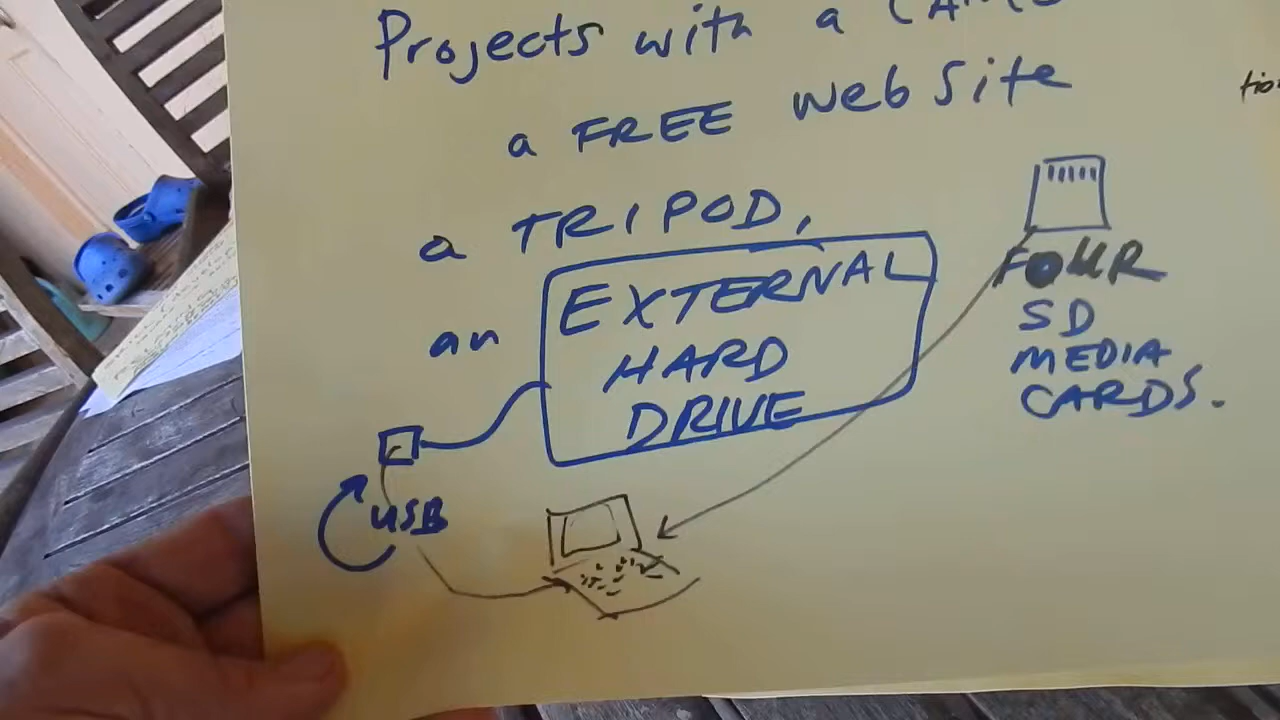 Projects with a
a FREE web Site
a TRIPOD,
an EXTERNAL
HARD
DRIVE
USB
FOUR
SD
MEDIA
CARDS.